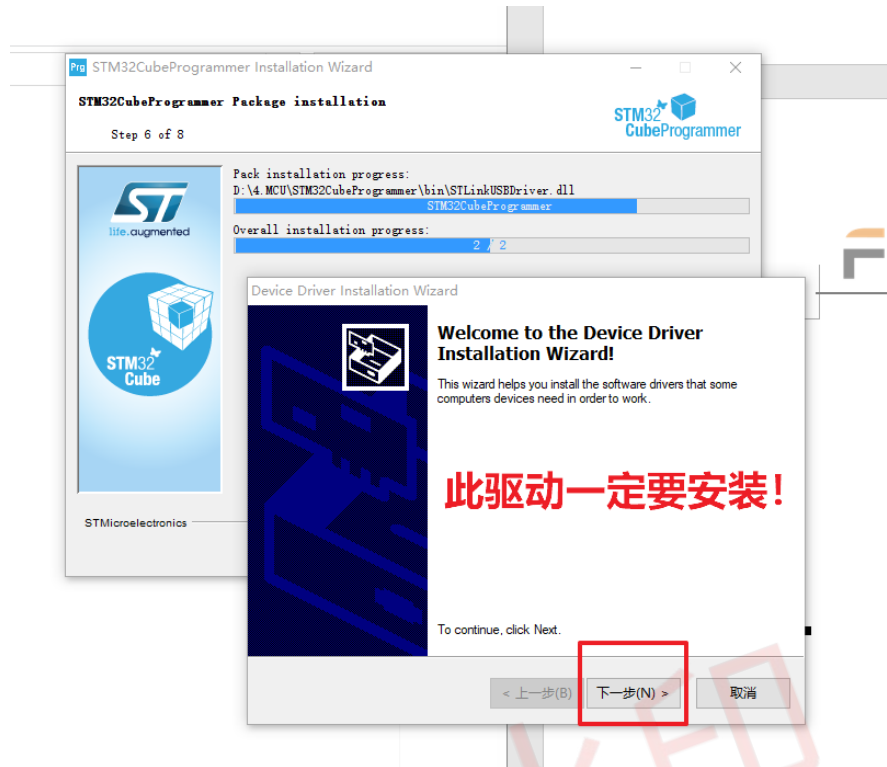 Prg STM32CubeProgrammer Installation Wizard
STM32CubeProgrammer Package installation
Step 6 of 8
STM32
CubeProgrammer
ST
life.augmented
STM32
Cube
Pack installation progress:
D:\4.MCU\STM32CubeProgrammer\bin\STLinkUSBDriver.dll
STM32CubeProgrammer
Overall installation progress:
2 / 2
STMicroelectronics
Device Driver Installation Wizard
Welcome to the Device Driver
Installation Wizard!
This wizard helps you install the software drivers that some
computers devices need in order to work.
此驱动一定要安装!
To continue, click Next.
< 上一步(B)
下一步(N) >
取消